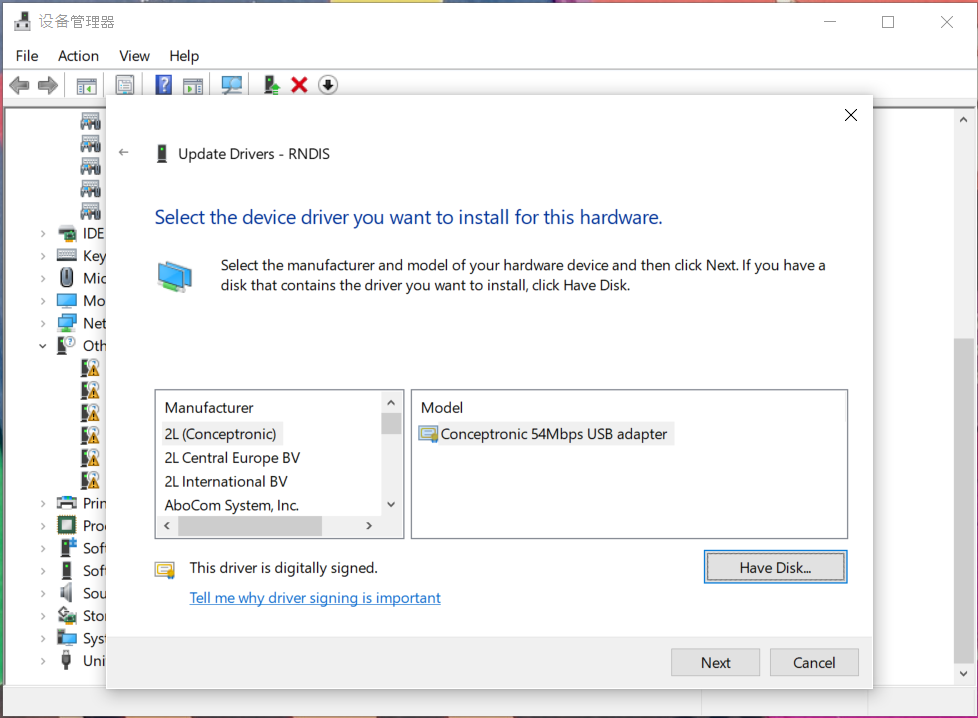 设备管理器
File Action View Help
Update Drivers - RNDIS
Select the device driver you want to install for this hardware.
Select the manufacturer and model of your hardware device and then click Next. If you have a
disk that contains the driver you want to install, click Have Disk.
Manufacturer
2L (Conceptronic)
2L Central Europe BV
2L International BV
AboCom System, Inc.
Model
Conceptronic 54Mbps USB adapter
This driver is digitally signed.
Tell me why driver signing is important
Have Disk...
Next
Cancel
IDE
Key
Mic
Mo
Net
Oth
Prin
Proc
Soft
Soft
Sou
Stor
Syst
Uni